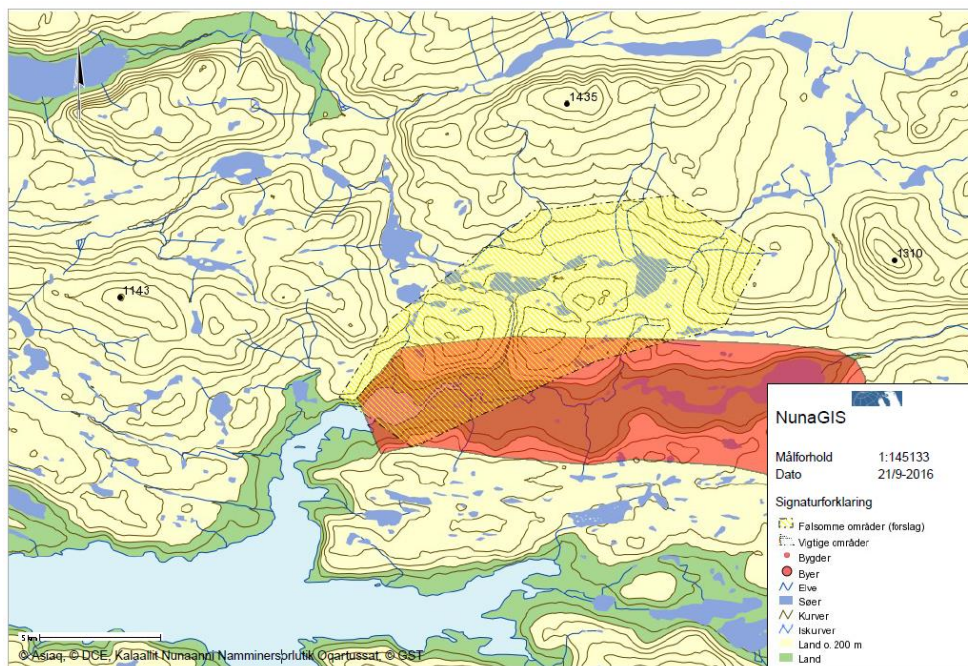 1435
1310
1143
NunaGIS
Målforhold 1:145133
Dato 21/9-2016
Signaturforklaring
Følsomne områder (forslag)
Vigtige områder
Bygder
Byer
Elve
Søer
Kurver
Iskurver
Land o. 200 m
Land
5 km
© Asiaq, © DCE, Kalaallit Nunaanni Namminersorlutik Oqartussat, © GST